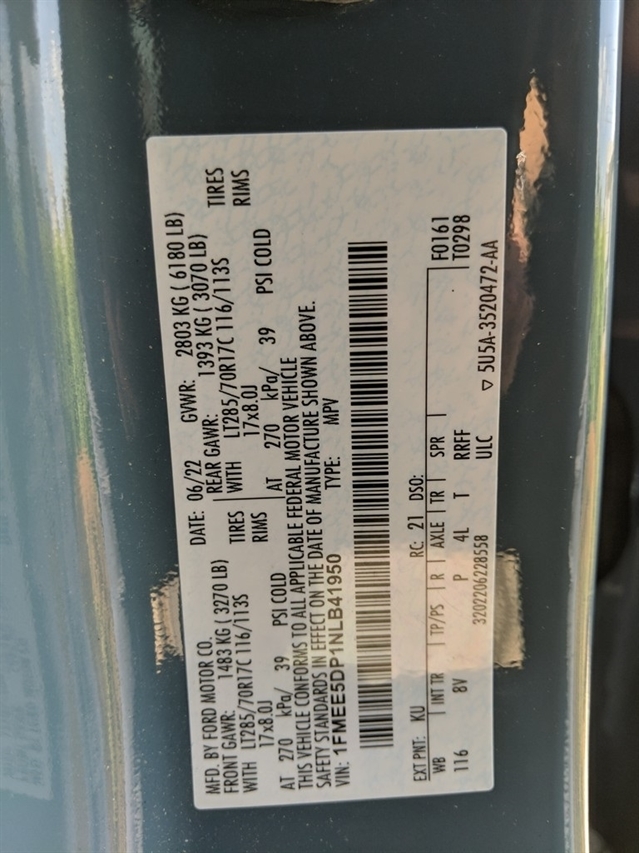 MFD. BY FORD MOTOR CO. DATE: 06/22 GVWR: 2803 KG ( 6180 LB)
FRONT GAWR: 1483 KG ( 3270 LB) REAR GAWR: 1393 KG ( 3070 LB)
WITH LT285/70R17C 116/113S TIRES WITH LT285/70R17C 116/113S TIRES
17x8.0J RIMS 17x8.0J RIMS
AT 270 kPa/ 39 PSI COLD AT 270 kPa/ 39 PSI COLD
THIS VEHICLE CONFORMS TO ALL APPLICABLE FEDERAL MOTOR VEHICLE
SAFETY STANDARDS IN EFFECT ON THE DATE OF MANUFACTURE SHOWN ABOVE.
VIN: 1FMEE5DP1NLB41950 TYPE: MPV
EXT PNT: KU RC: 21 DSO:
WB INT TR TP/PS R AXLE TR SPR F0161
116 8V P 4L T RRFF T0298
3202206228558 ULC ▽ 5U5A-3520472-AA